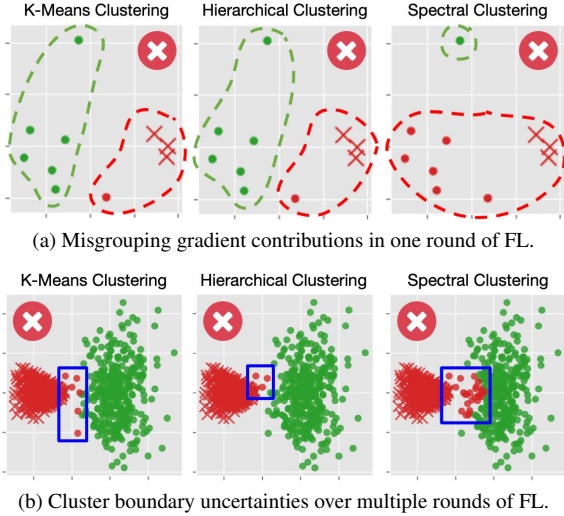 K-Means Clustering Hierarchical Clustering Spectral Clustering
(a) Misgrouping gradient contributions in one round of FL.
K-Means Clustering Hierarchical Clustering Spectral Clustering
(b) Cluster boundary uncertainties over multiple rounds of FL.